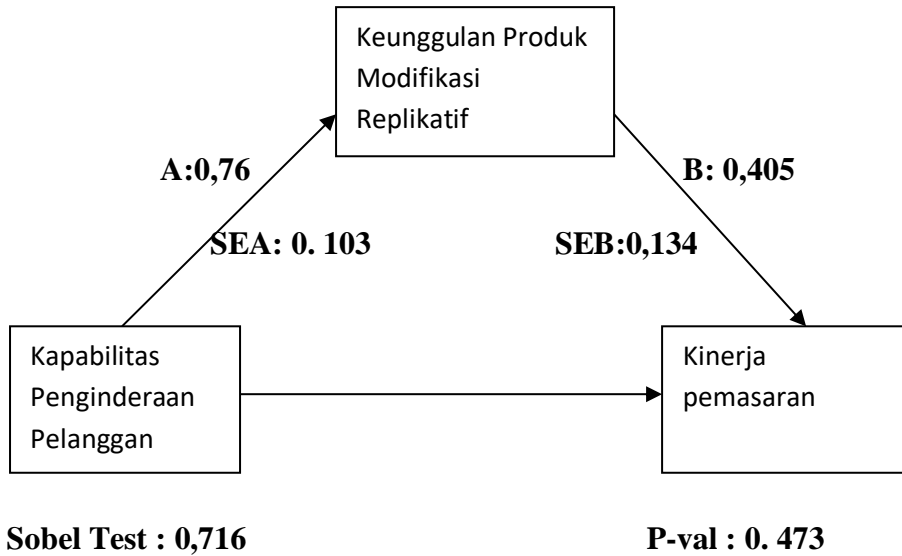 Keunggulan Produk
Modifikasi
Replikatif
A:0,76
B: 0,405
SEA: 0. 103
SEB:0,134
Kapabilitas
Penginderaan
Pelanggan
Kinerja
pemasaran
Sobel Test : 0,716
P-val : 0. 473